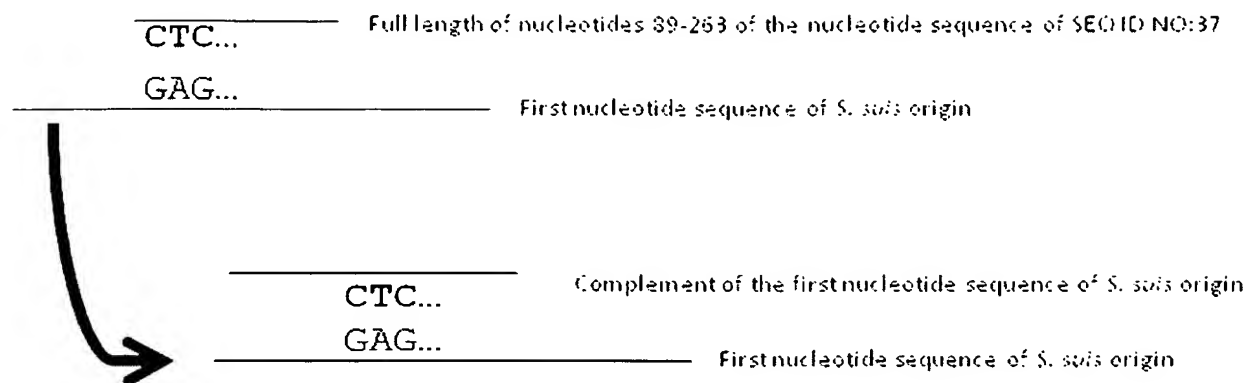 CTC...
Full length of nucleotides 89-263 of the nucleotide sequence of SEQ ID NO:37
GAG...
First nucleotide sequence of S. suis origin
CTC...
Complement of the first nucleotide sequence of S. suis origin
GAG...
First nucleotide sequence of S. suis origin